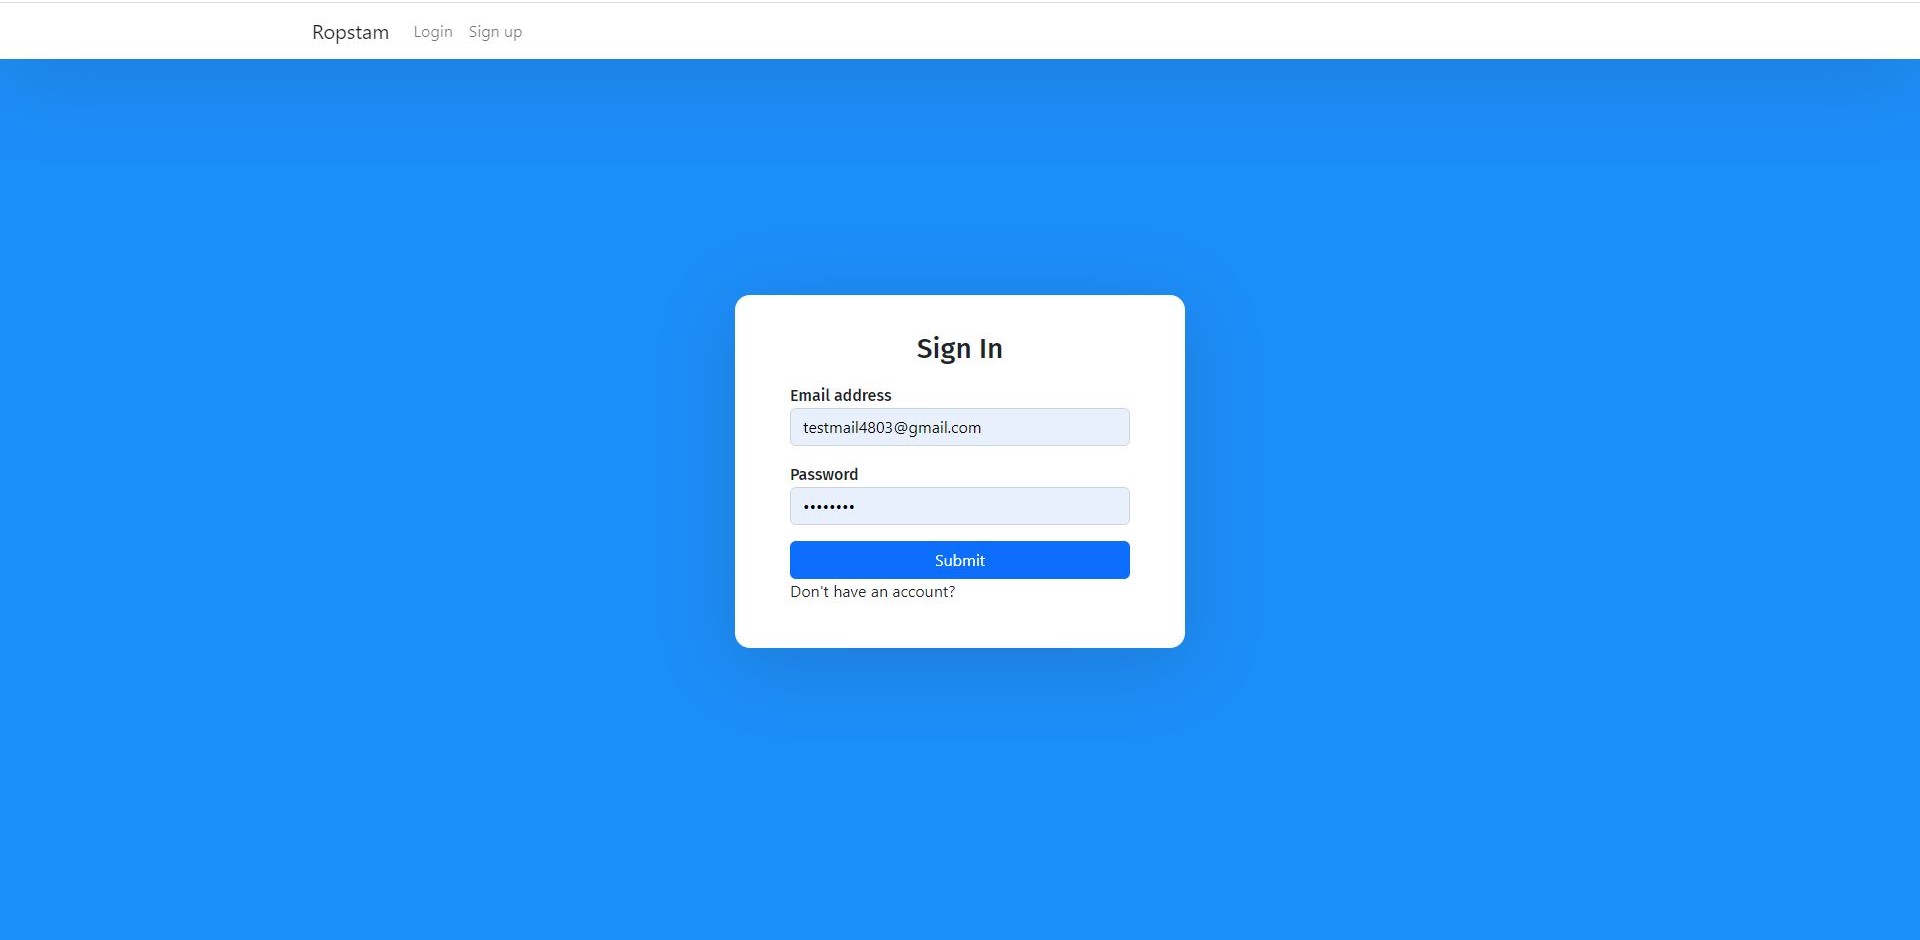 Ropstam Login Sign up
Sign In
Email address
testmail4803@gmail.com
Password
••••••••
Submit
Don't have an account?